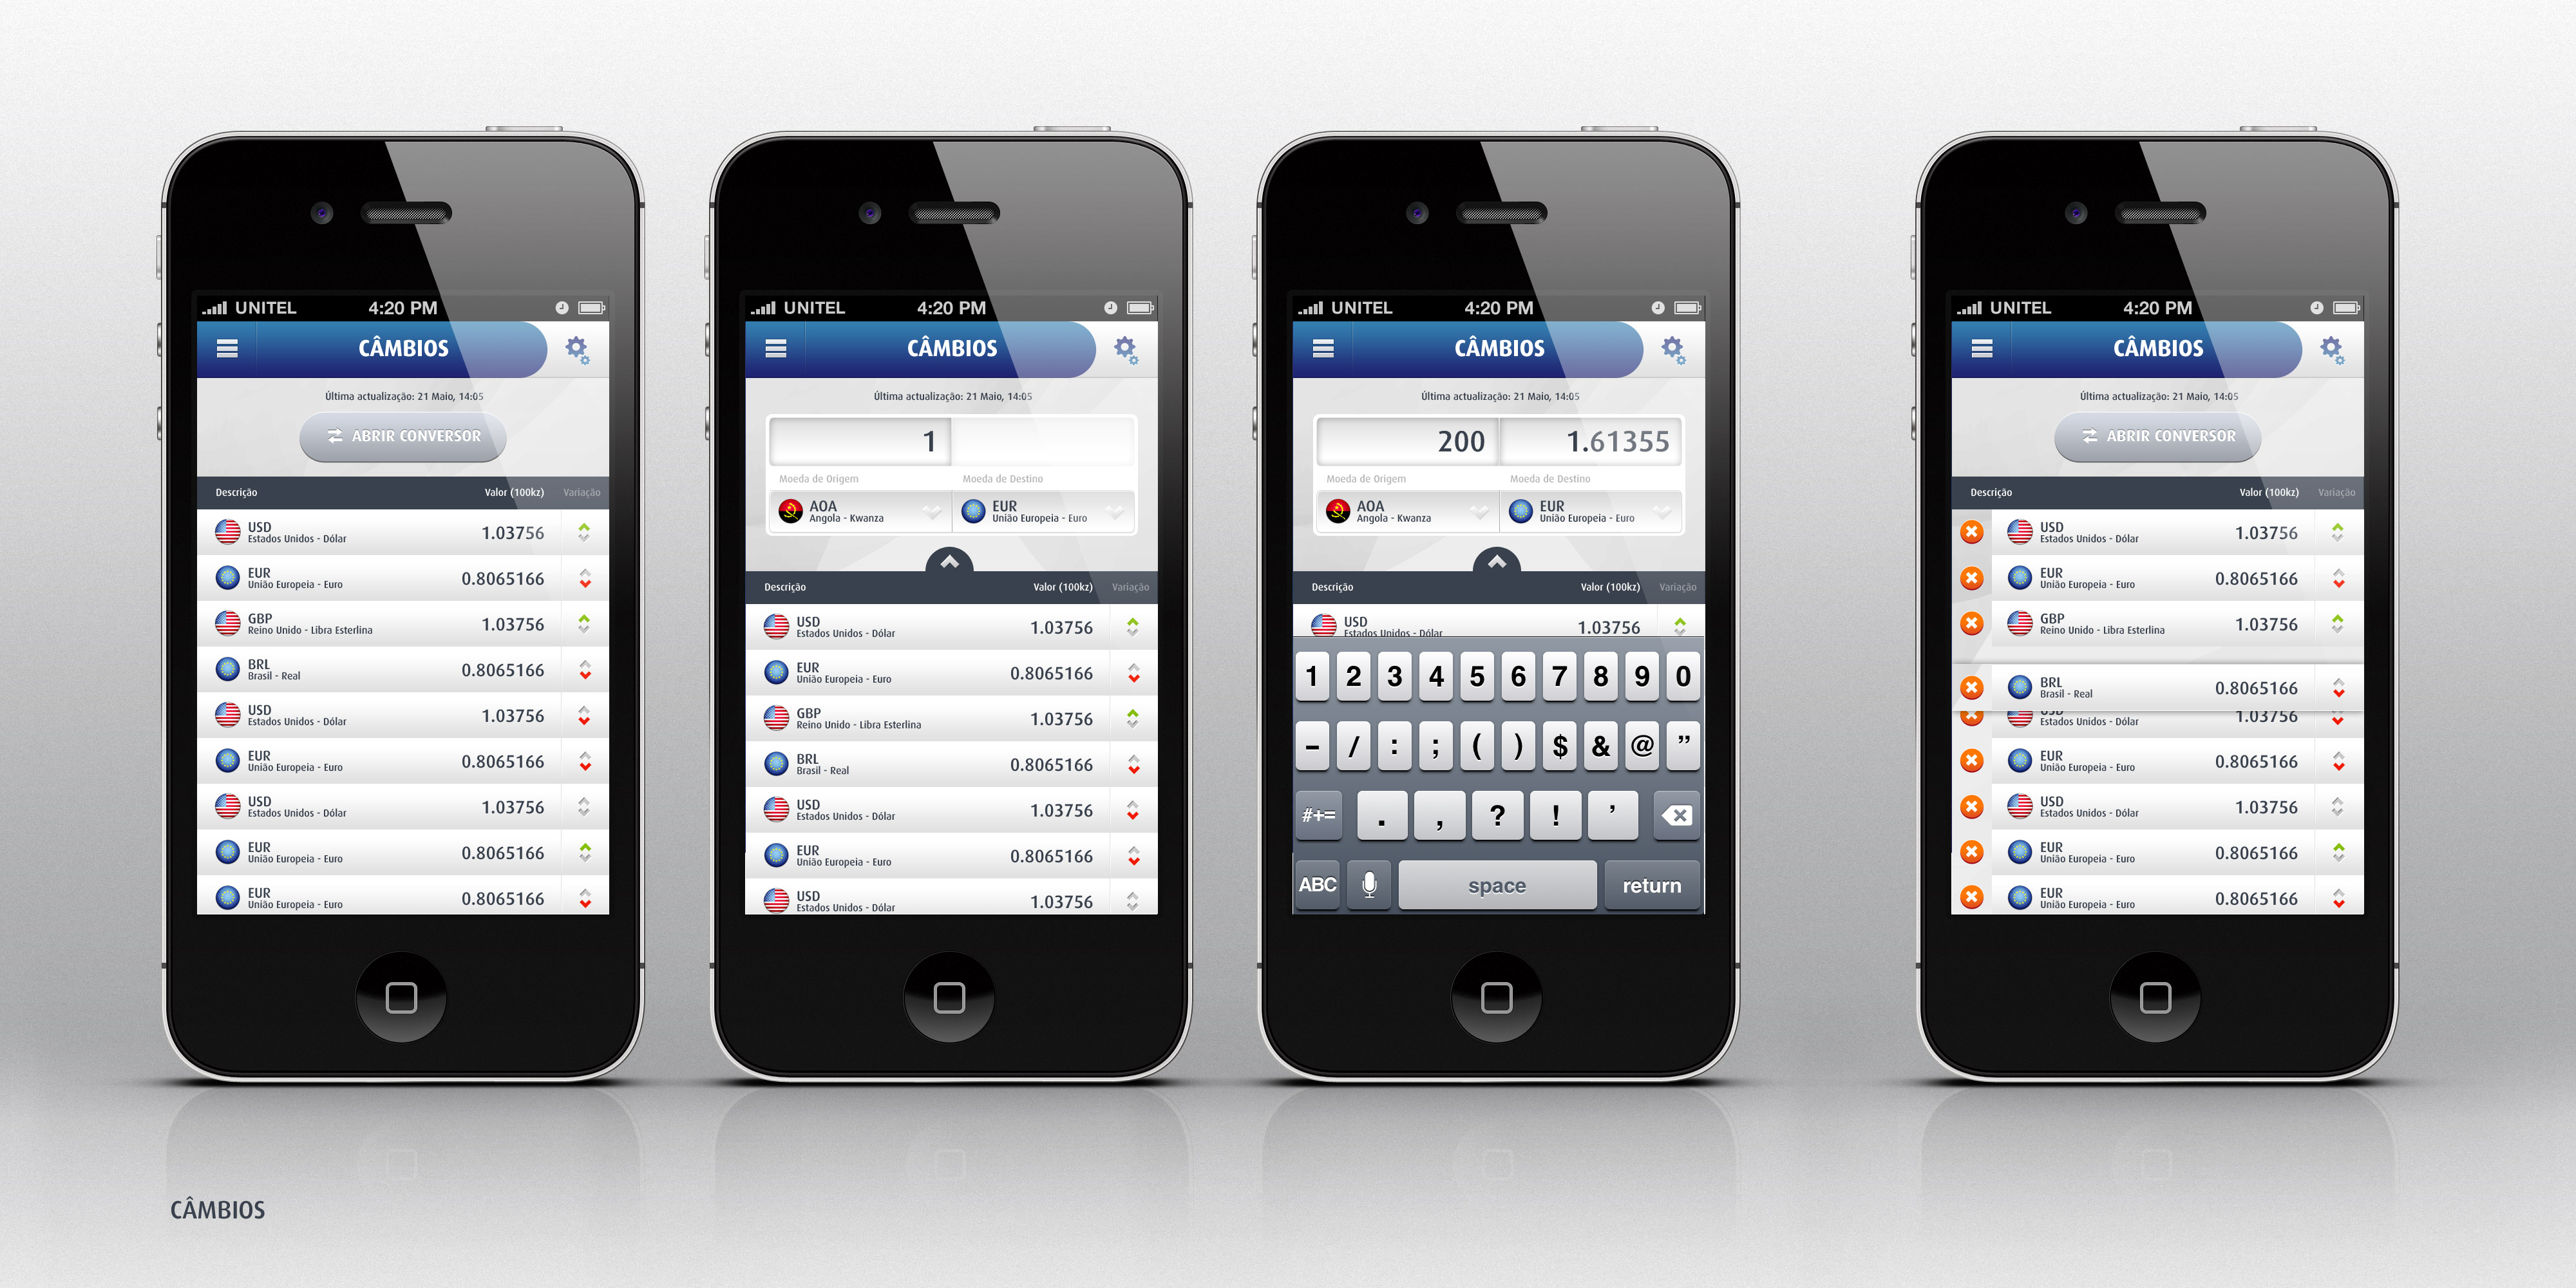 UNITEL 4:20 PM
CÂMBIOS
Última actualização: 21 Maio, 14:05
ABRIR CONVERSOR
Descrição Valor (100kz) Variação
USD
Estados Unidos - Dólar 1.03756
EUR
União Europeia - Euro 0.8065166
GBP
Reino Unido - Libra Esterlina 1.03756
BRL
Brasil - Real 0.8065166
USD
Estados Unidos - Dólar 1.03756
EUR
União Europeia - Euro 0.8065166
USD
Estados Unidos - Dólar 1.03756
EUR
União Europeia - Euro 0.8065166
EUR
União Europeia - Euro 0.8065166
UNITEL 4:20 PM
CÂMBIOS
Última actualização: 21 Maio, 14:05
1
Moeda de Origem Moeda de Destino
AOA EUR
Angola - Kwanza União Europeia - Euro
Descrição Valor (100kz) Variação
USD
Estados Unidos - Dólar 1.03756
EUR
União Europeia - Euro 0.8065166
GBP
Reino Unido - Libra Esterlina 1.03756
BRL
Brasil - Real 0.8065166
USD
Estados Unidos - Dólar 1.03756
EUR
União Europeia - Euro 0.8065166
USD
Estados Unidos - Dólar 1.03756
UNITEL 4:20 PM
CÂMBIOS
Última actualização: 21 Maio, 14:05
200 1.61355
Moeda de Origem Moeda de Destino
AOA EUR
Angola - Kwanza União Europeia - Euro
Descrição Valor (100kz) Variação
USD
Estados Unidos - Dólar 1.03756
1 2 3 4 5 6 7 8 9 0
- / : ; ( ) $ & @ ”
#+= . , ? ! ’
ABC space return
UNITEL 4:20 PM
CÂMBIOS
Última actualização: 21 Maio, 14:05
ABRIR CONVERSOR
Descrição Valor (100kz) Variação
USD
Estados Unidos - Dólar 1.03756
EUR
União Europeia - Euro 0.8065166
GBP
Reino Unido - Libra Esterlina 1.03756
BRL
Brasil - Real 0.8065166
USD
Estados Unidos - Dólar 1.03756
EUR
União Europeia - Euro 0.8065166
USD
Estados Unidos - Dólar 1.03756
EUR
União Europeia - Euro 0.8065166
EUR
União Europeia - Euro 0.8065166
CÂMBIOS